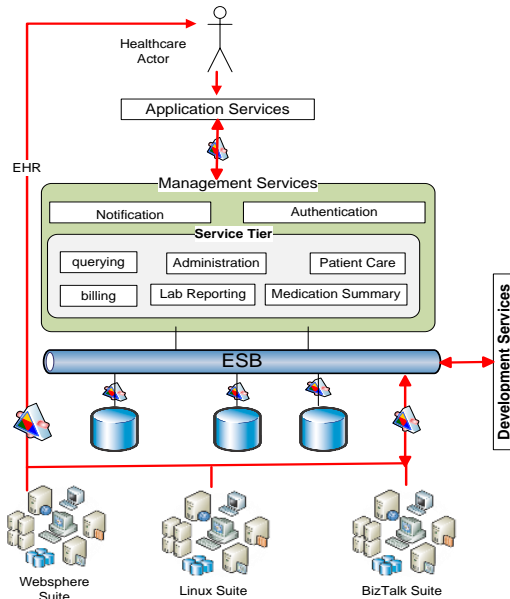 Healthcare
Actor
Application Services
EHR
Management Services
Notification
Authentication
Service Tier
querying
Administration
Patient Care
billing
Lab Reporting
Medication Summary
ESB
Development Services
Websphere
Suite
Linux Suite
BizTalk Suite